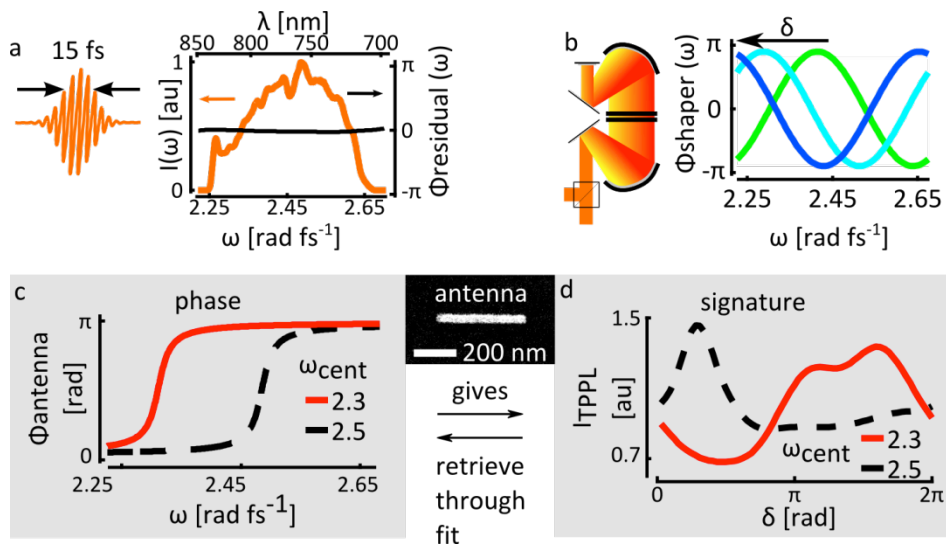 a
15 fs
λ [nm]
850
800
750
700
1
0
I(ω) [au]
π
0
-π
Φresidual (ω)
2.25
2.45
2.65
ω [rad fs⁻¹]
b
δ
π
0
-π
Φshaper (ω)
2.25
2.45
2.65
ω [rad fs⁻¹]
c
phase
π
0
Φantenna
[rad]
ωcent
2.3
2.5
2.25
2.45
2.65
ω [rad fs⁻¹]
antenna
200 nm
gives
retrieve
through
fit
d
signature
1.5
0.7
ITPPL
[au]
ωcent
2.3
2.5
0
π
2π
δ [rad]